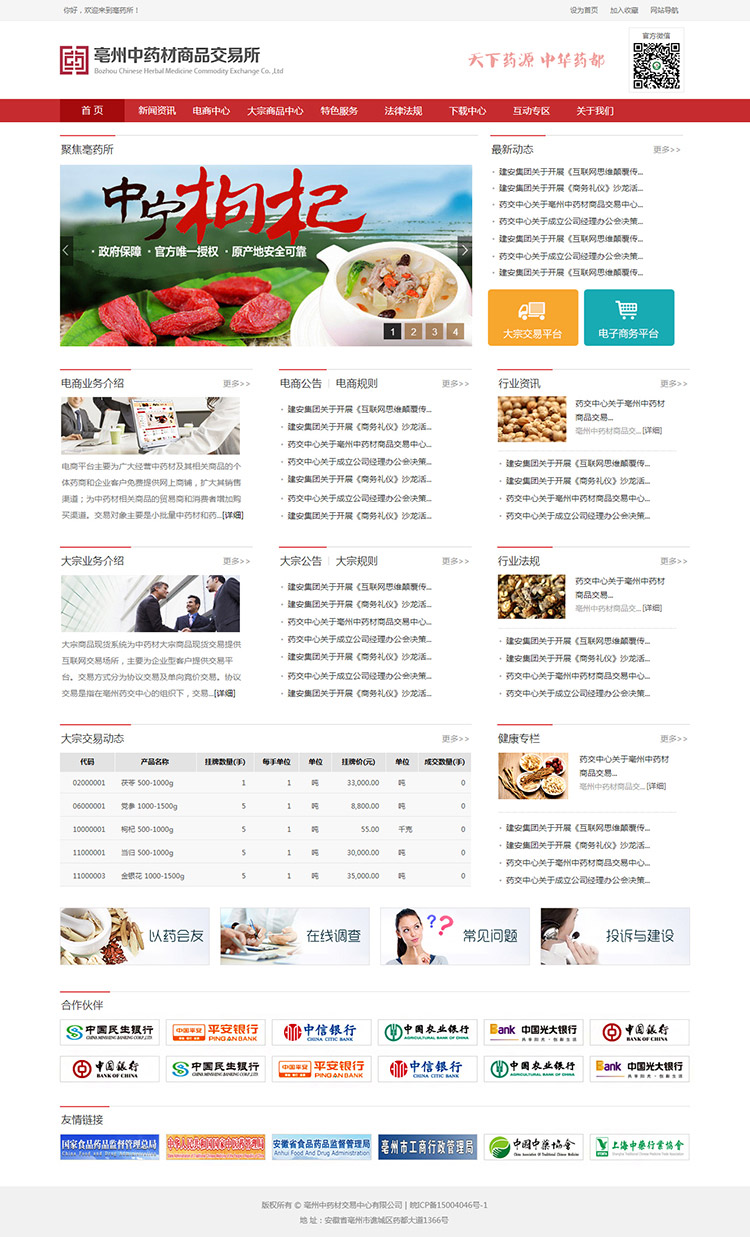 你好，欢迎来到亳药所！
设为首页 加入收藏 网站导航
亳州中药材商品交易所
Bozhou Chinese Herbal Medicine Commodity Exchange Co.,Ltd
天下药源 中华药都
官方微信
首 页 新闻资讯 电商中心 大宗商品中心 特色服务 法律法规 下载中心 互动专区 关于我们
聚焦亳药所
中宁枸杞
· 政府保障 · 官方唯一授权 · 原产地安全可靠
1 2 3 4
最新动态 更多>>
建安集团关于开展《互联网思维颠覆传...
建安集团关于开展《商务礼仪》沙龙活...
药交中心关于亳州中药材商品交易中心...
药交中心关于成立公司经理办公会决策...
建安集团关于开展《互联网思维颠覆传...
药交中心关于成立公司经理办公会决策...
建安集团关于开展《互联网思维颠覆传...
大宗交易平台 电子商务平台
电商业务介绍 更多>>
电商平台主要为广大经营中药材及其相关商品的个
体药商和企业客户免费提供网上商铺，扩大其销售
渠道；为中药材相关商品的贸易商和消费者增加购
买渠道。交易对象主要是小批量中药材和药...[详细]
电商公告 | 电商规则 更多>>
建安集团关于开展《互联网思维颠覆传...
建安集团关于开展《商务礼仪》沙龙活...
药交中心关于亳州中药材商品交易中心...
药交中心关于成立公司经理办公会决策...
建安集团关于开展《商务礼仪》沙龙活...
药交中心关于成立公司经理办公会决策...
建安集团关于开展《商务礼仪》沙龙活...
行业资讯 更多>>
药交中心关于亳州中药材
商品交易...
亳州中药材商品交...[详细]
建安集团关于开展《互联网思维颠覆传...
建安集团关于开展《商务礼仪》沙龙活...
药交中心关于亳州中药材商品交易中心...
药交中心关于成立公司经理办公会决策...
大宗业务介绍 更多>>
大宗商品现货系统为中药材大宗商品现货交易提供
互联网交易场所，主要为企业型客户提供交易平
台。交易方式分为协议交易及单向竞价交易。协议
交易是指在亳州药交中心的组织下，交易...[详细]
大宗公告 | 大宗规则 更多>>
建安集团关于开展《互联网思维颠覆传...
建安集团关于开展《商务礼仪》沙龙活...
药交中心关于亳州中药材商品交易中心...
药交中心关于成立公司经理办公会决策...
建安集团关于开展《商务礼仪》沙龙活...
药交中心关于成立公司经理办公会决策...
建安集团关于开展《商务礼仪》沙龙活...
行业法规 更多>>
药交中心关于亳州中药材
商品交易...
亳州中药材商品交...[详细]
建安集团关于开展《互联网思维颠覆传...
建安集团关于开展《商务礼仪》沙龙活...
药交中心关于亳州中药材商品交易中心...
药交中心关于成立公司经理办公会决策...
大宗交易动态 更多>>
代码 产品名称 挂牌数量(手) 每手单位 单位 挂牌价(元) 单位 成交数量(手)
02000001 茯苓 500-1000g 1 1 吨 33,000.00 吨 0
06000001 党参 1000-1500g 5 1 吨 8,800.00 吨 0
10000001 枸杞 500-1000g 5 1 吨 55.00 千克 0
11000001 当归 500-1000g 5 1 吨 30,000.00 吨 0
11000003 金银花 1000-1500g 5 1 吨 35,000.00 吨 0
健康专栏 更多>>
药交中心关于亳州中药材
商品交易...
亳州中药材商品交...[详细]
建安集团关于开展《互联网思维颠覆传...
建安集团关于开展《商务礼仪》沙龙活...
药交中心关于亳州中药材商品交易中心...
药交中心关于成立公司经理办公会决策...
以药会友 在线调查 ?? 常见问题 投诉与建设
合作伙伴
中国民生银行 中国平安 平安银行 中信银行 中国农业银行 Bank 中国光大银行 中国银行
CHINA MINSHENG BANKING CORP.,LTD PINGAN BANK CHINA CITIC BANK AGRICULTURAL BANK OF CHINA BANK OF CHINA
中国银行 中国民生银行 中国平安 平安银行 中信银行 中国农业银行 Bank 中国光大银行
BANK OF CHINA CHINA MINSHENG BANKING CORP.,LTD PINGAN BANK CHINA CITIC BANK AGRICULTURAL BANK OF CHINA
友情链接
国家食品药品监督管理总局 中华人民共和国国家中医药管理局 安徽省食品药品监督管理局 亳州市工商行政管理局 中国中药协会 上海中药行业协会
China Food and Drug Administration Anhui Food And Drug Administration
版权所有 © 亳州中药材交易中心有限公司 | 皖ICP备15004046号-1
地 址：安徽省亳州市谯城区药都大道1366号